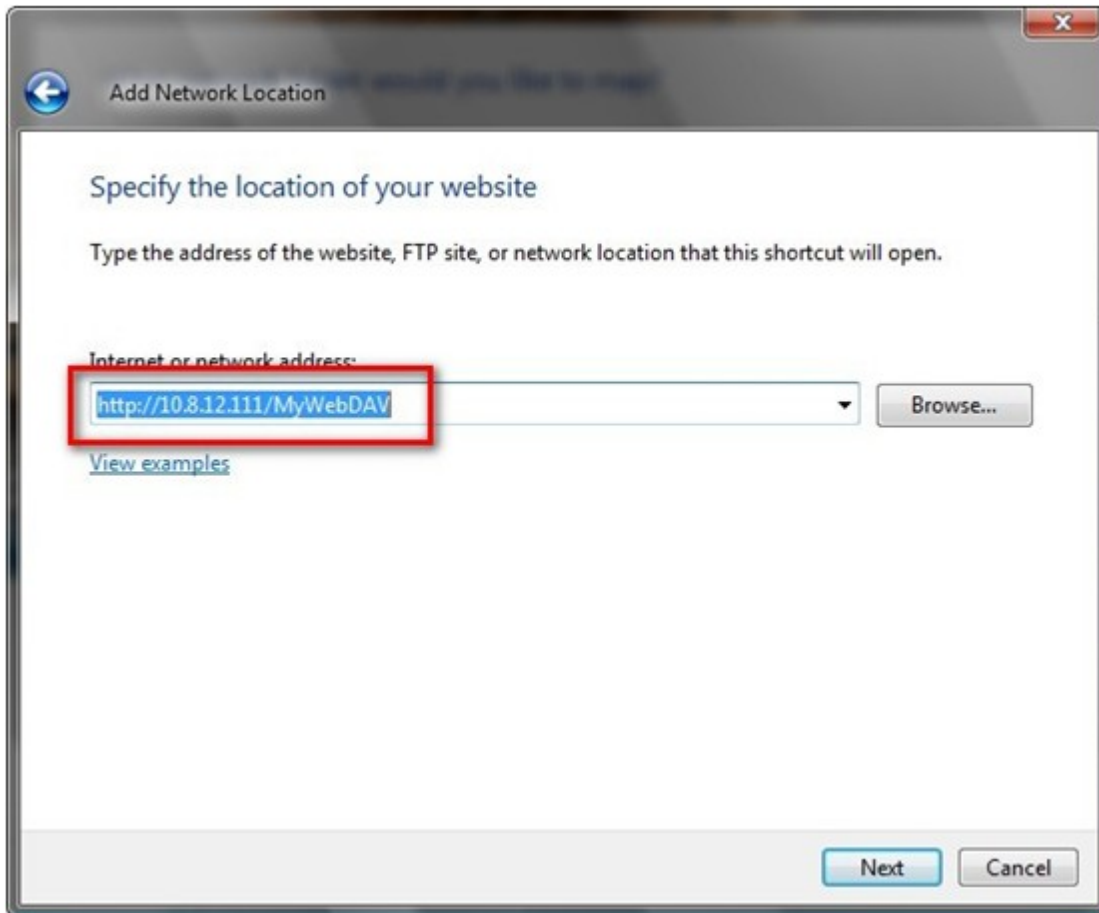 Add Network Location
Specify the location of your website
Type the address of the website, FTP site, or network location that this shortcut will open.
Internet or network address:
http://10.8.12.111/MyWebDAV
Browse...
View examples
Next
Cancel